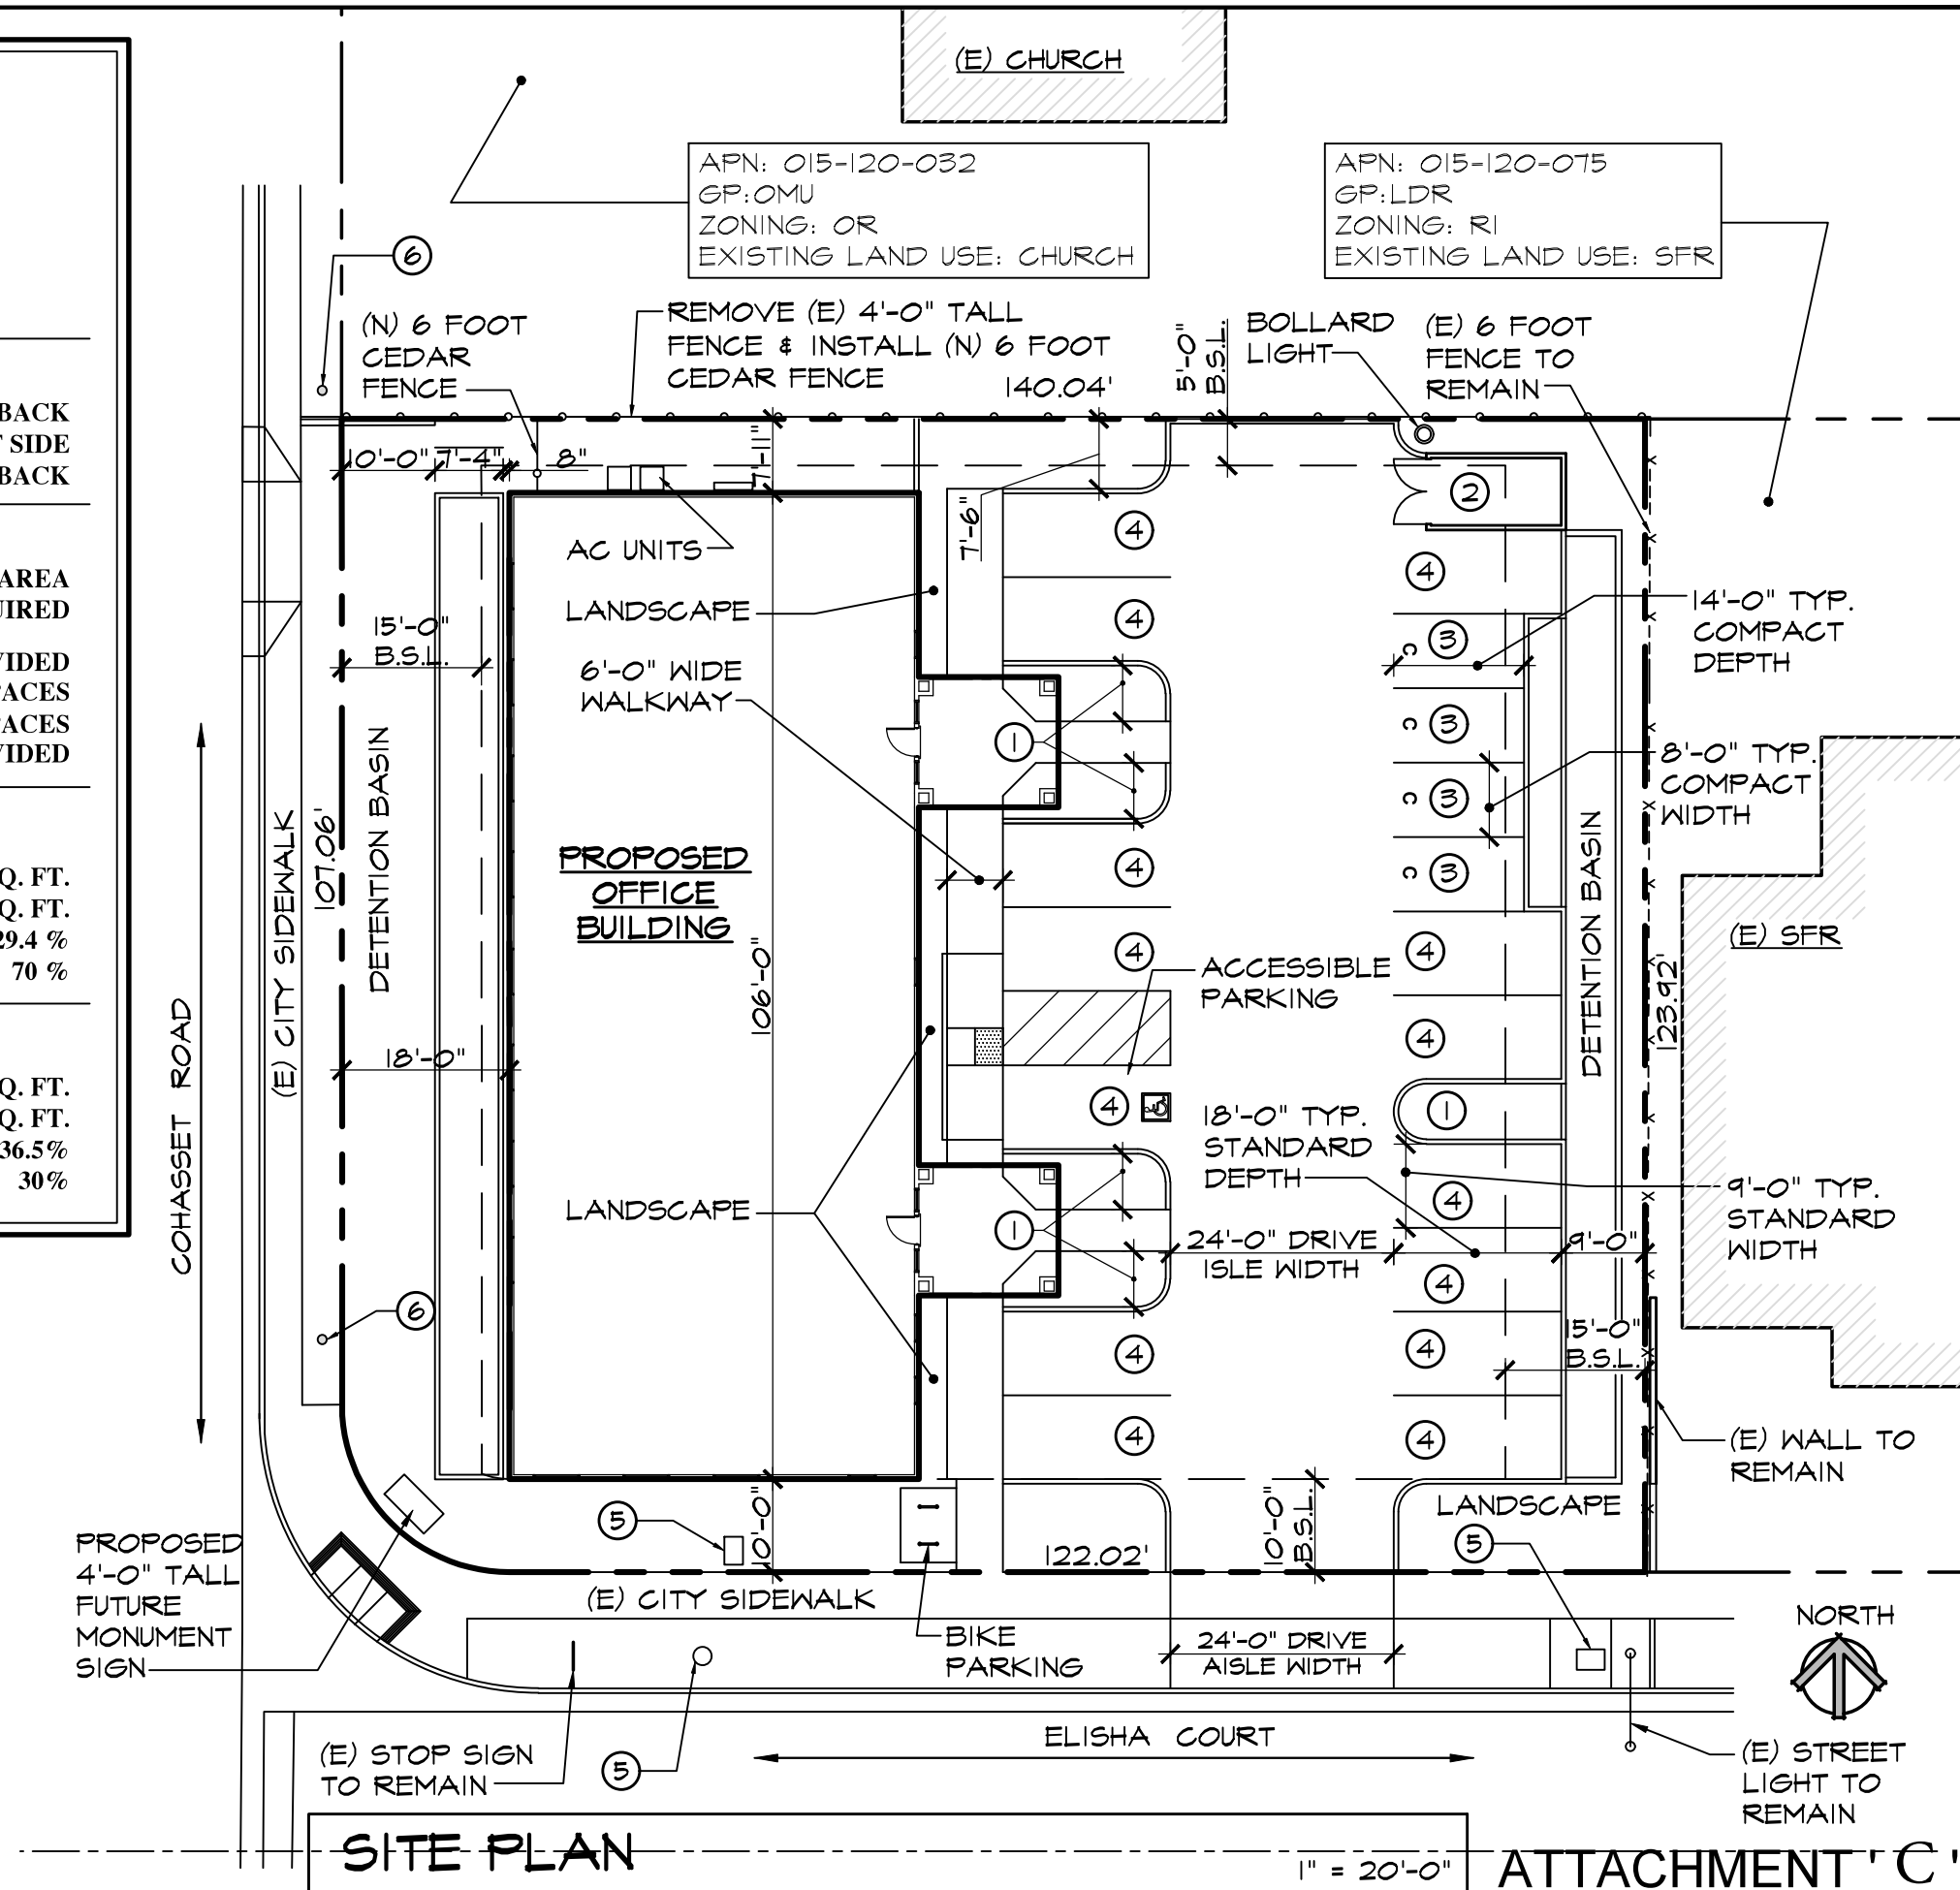 (E) CHURCH
APN: 015-120-032
GP:OMU
ZONING: OR
EXISTING LAND USE: CHURCH
APN: 015-120-075
GP:LDR
ZONING: R1
EXISTING LAND USE: SFR
6
(N) 6 FOOT
CEDAR
FENCE
REMOVE (E) 4'-0" TALL
FENCE & INSTALL (N) 6 FOOT
CEDAR FENCE
140.04'
5'-0"
B.S.L.
BOLLARD
LIGHT
(E) 6 FOOT
FENCE TO
REMAIN
BACK
SIDE
BACK
AREA
ACES
ACES
Q. FT.
Q. FT.
29.4 %
70 %
Q. FT.
Q. FT.
36.5%
30%
10'-0"
7'-4"
8"
7'-11"
7'-6"
2
AC UNITS
4
4
LANDSCAPE
4
3
14'-0" TYP.
COMPACT
DEPTH
15'-0"
B.S.L.
6'-0" WIDE
WALKWAY
1
C 3
C 3
C 3
8'-0" TYP.
COMPACT
WIDTH
107.06'
(E) CITY SIDEWALK
DETENTION BASIN
PROPOSED
OFFICE
BUILDING
4
C 3
DETENTION BASIN
(E) SFR
123.92'
106'-0"
4
4
ACCESSIBLE
PARKING
COHASSET ROAD
18'-0"
4
4
1
18'-0" TYP.
STANDARD
DEPTH
9'-0" TYP.
STANDARD
WIDTH
LANDSCAPE
1
4
24'-0" DRIVE
ISLE WIDTH
9'-0"
4
6
4
4
15'-0"
B.S.L.
4
4
(E) WALL TO
REMAIN
PROPOSED
4'-0" TALL
FUTURE
MONUMENT
SIGN
5
10'-0"
122.02'
10'-0"
B.S.L.
LANDSCAPE
5
(E) CITY SIDEWALK
BIKE
PARKING
24'-0" DRIVE
AISLE WIDTH
NORTH
ELISHA COURT
(E) STOP SIGN
TO REMAIN
5
(E) STREET
LIGHT TO
REMAIN
SITE PLAN
1" = 20'-0"
ATTACHMENT ' C '